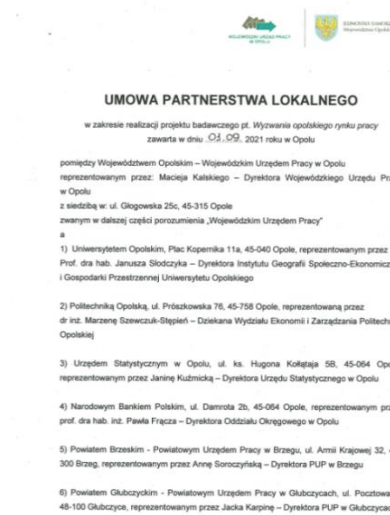 WOJEWÓDZKI URZĄD PRACY
W OPOLU
UMOWA PARTNERSTWA LOKALNEGO
w zakresie realizacji projektu badawczego pt. Wyzwania opolskiego rynku pracy
zawarta w dniu 01.09. 2021 roku w Opolu
pomiędzy Województwem Opolskim – Wojewódzkim Urzędem Pracy w Opolu
reprezentowanym przez: Macieja Kalskiego – Dyrektora Wojewódzkiego Urzędu
w Opolu
z siedzibą w: ul. Głogowska 25c, 45-315 Opole
zwanym w dalszej części porozumienia „Wojewódzkim Urzędem Pracy”
a
1) Uniwersytetem Opolskim, Plac Kopernika 11a, 45-040 Opole, reprezentowanym przez
Prof. dra hab. Janusza Słodczyka – Dyrektora Instytutu Geografii Społeczno-Ekonomicz
i Gospodarki Przestrzennej Uniwersytetu Opolskiego
2) Politechniką Opolską, ul. Prószkowska 76, 45-758 Opole, reprezentowaną przez
dr inż. Marzenę Szewczuk-Stępień – Dziekana Wydziału Ekonomii i Zarządzania Politechn
Opolskiej
3) Urzędem Statystycznym w Opolu, ul. ks. Hugona Kołłątaja 5B, 45-064 Opo
reprezentowanym przez Janinę Kuźmicką – Dyrektora Urzędu Statystycznego w Opolu
4) Narodowym Bankiem Polskim, ul. Damrota 2b, 45-064 Opole, reprezentowanym prz
prof. dra hab. inż. Pawła Frącza – Dyrektora Oddziału Okręgowego w Opolu
5) Powiatem Brzeskim - Powiatowym Urzędem Pracy w Brzegu, ul. Armii Krajowej 32,
300 Brzeg, reprezentowanym przez Annę Soroczyńską – Dyrektora PUP w Brzegu
6) Powiatem Głubczyckim - Powiatowym Urzędem Pracy w Głubczycach, ul. Pocztowa
48-100 Głubczyce, reprezentowanym przez Jacka Karpinę – Dyrektora PUP w Głubczycach